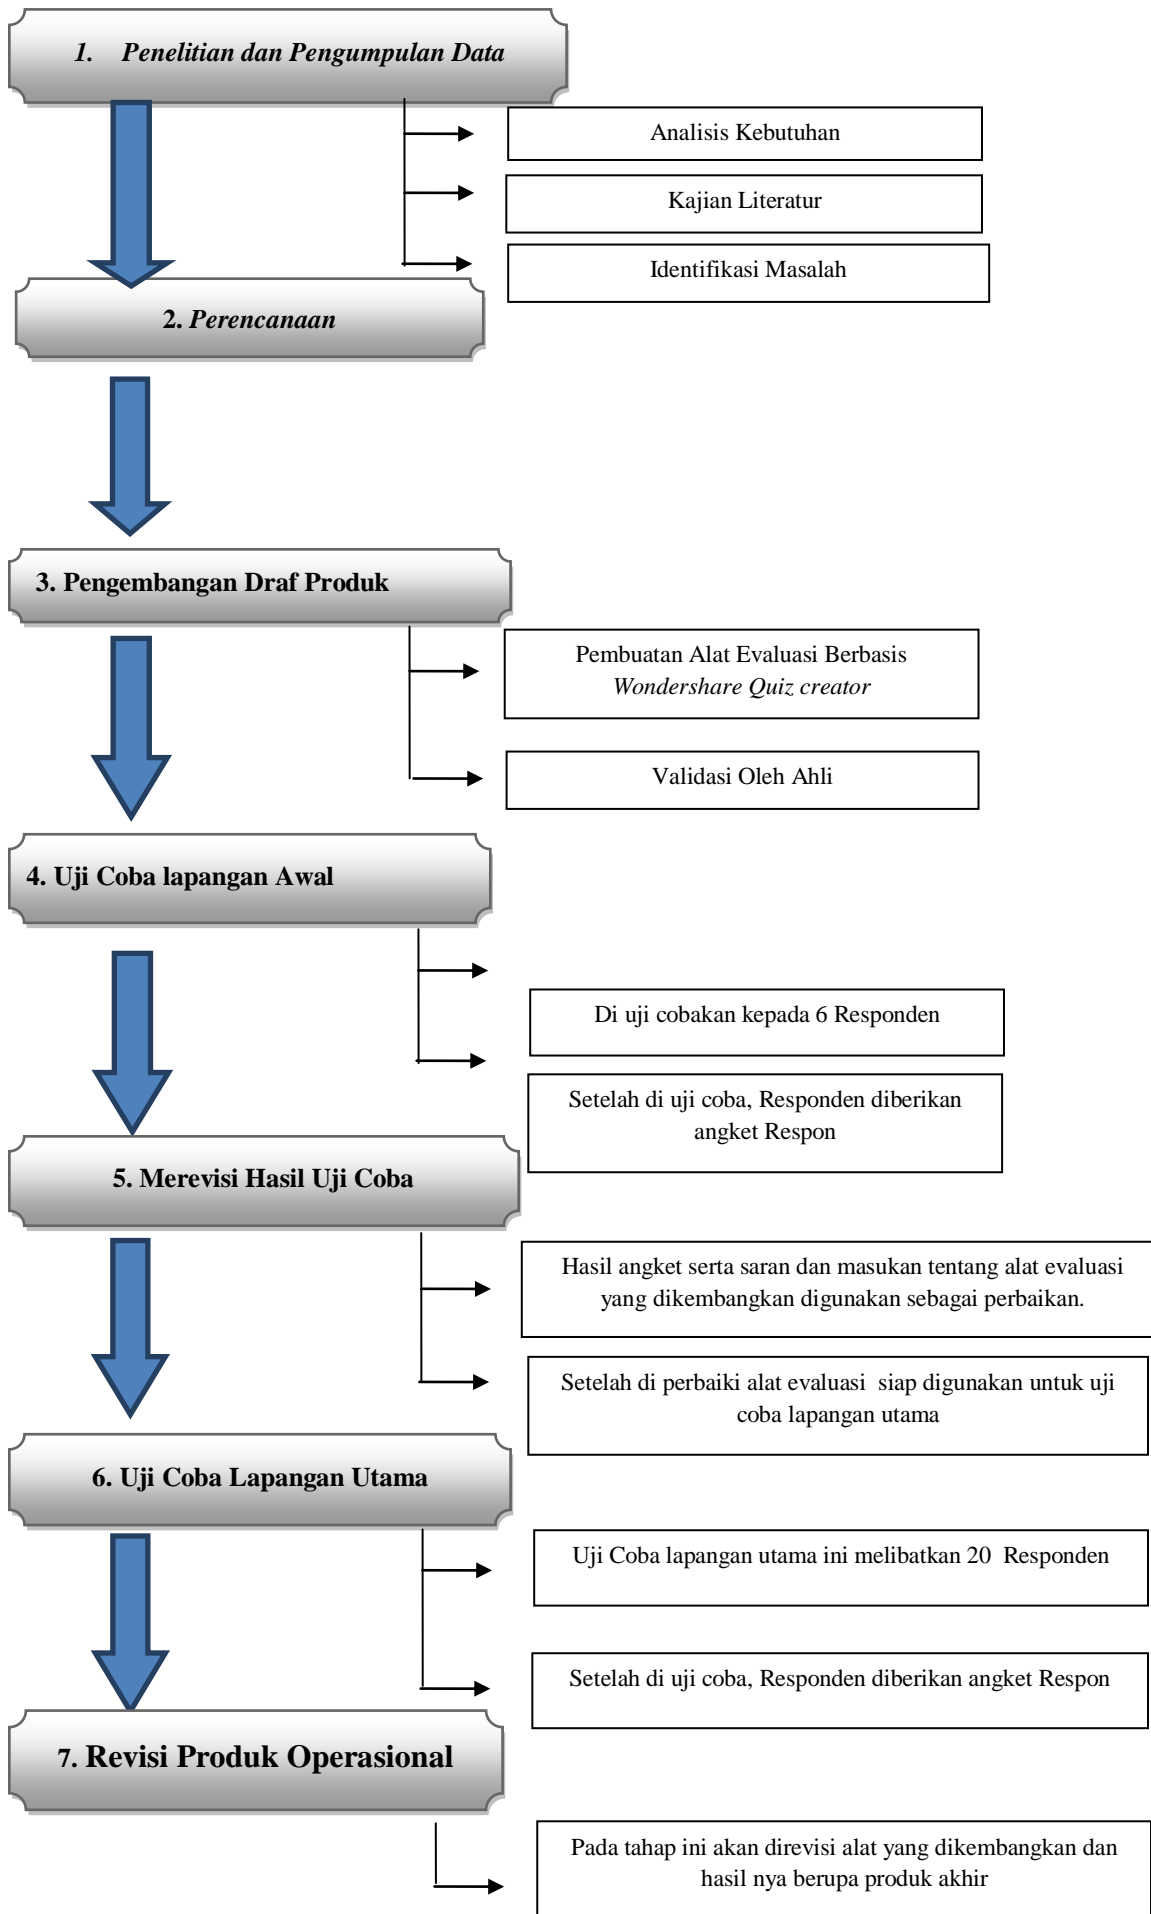 1. Penelitian dan Pengumpulan Data
Analisis Kebutuhan
Kajian Literatur
Identifikasi Masalah
2. Perencanaan
3. Pengembangan Draf Produk
Pembuatan Alat Evaluasi Berbasis
Wondershare Quiz creator
Validasi Oleh Ahli
4. Uji Coba lapangan Awal
Di uji cobakan kepada 6 Responden
Setelah di uji coba, Responden diberikan
angket Respon
5. Merevisi Hasil Uji Coba
Hasil angket serta saran dan masukan tentang alat evaluasi
yang dikembangkan digunakan sebagai perbaikan.
Setelah di perbaiki alat evaluasi siap digunakan untuk uji
coba lapangan utama
6. Uji Coba Lapangan Utama
Uji Coba lapangan utama ini melibatkan 20 Responden
Setelah di uji coba, Responden diberikan angket Respon
7. Revisi Produk Operasional
Pada tahap ini akan direvisi alat yang dikembangkan dan
hasil nya berupa produk akhir